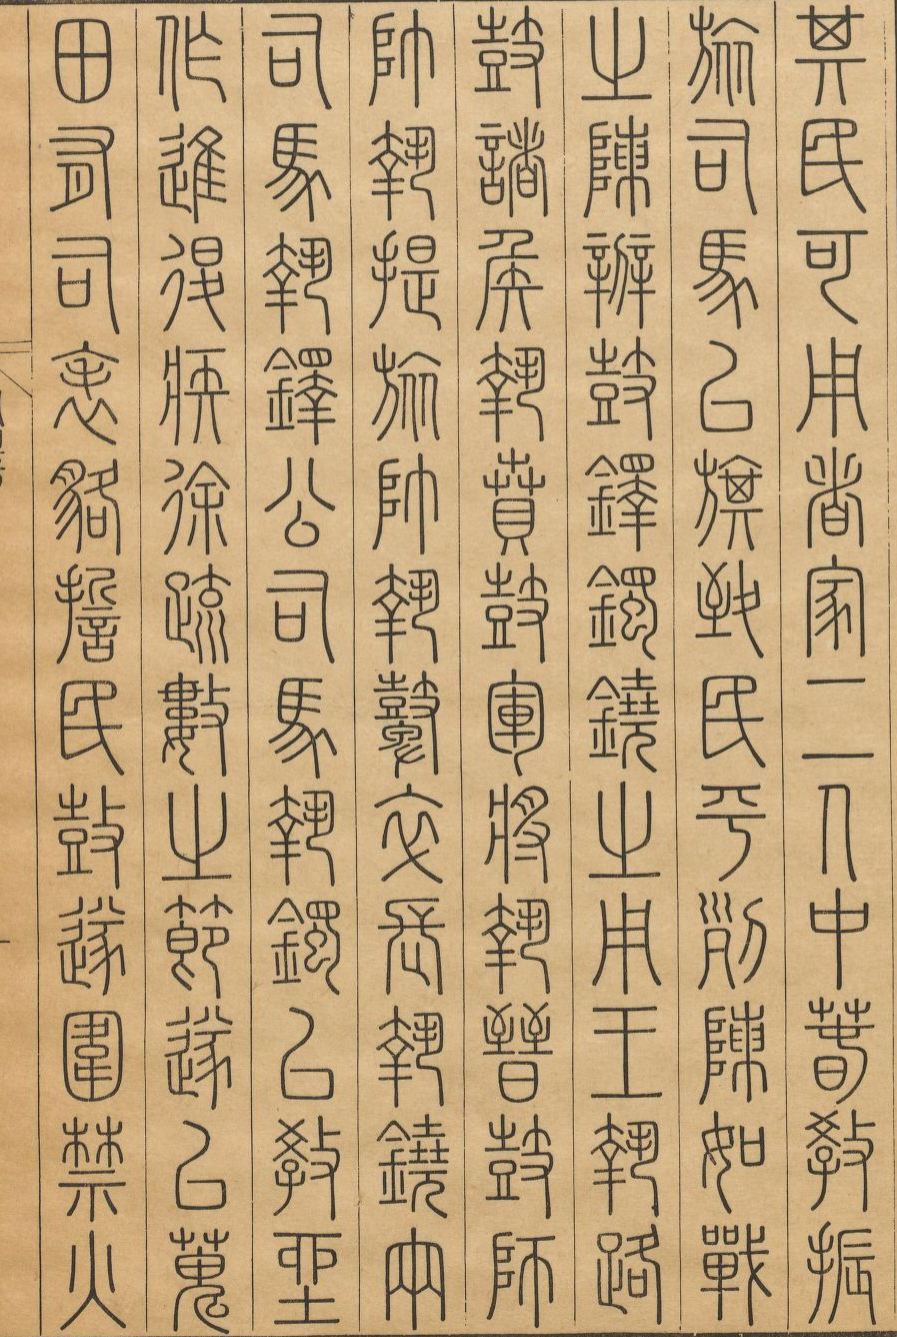 其民可用者家二人中春教振
旅司馬以旗致民平列陳如戰
之陳辨鼓鐸鐲鐃之用王執路
鼓諸侯執賁鼓軍將執晉鼓師
帥執提旅帥執鼙卒長執鐃兩
司馬執鐸公司馬執鐲以教坐
作進退疾徐疏數之節遂以蒐
田有司表貉誓民鼓遂圍禁火